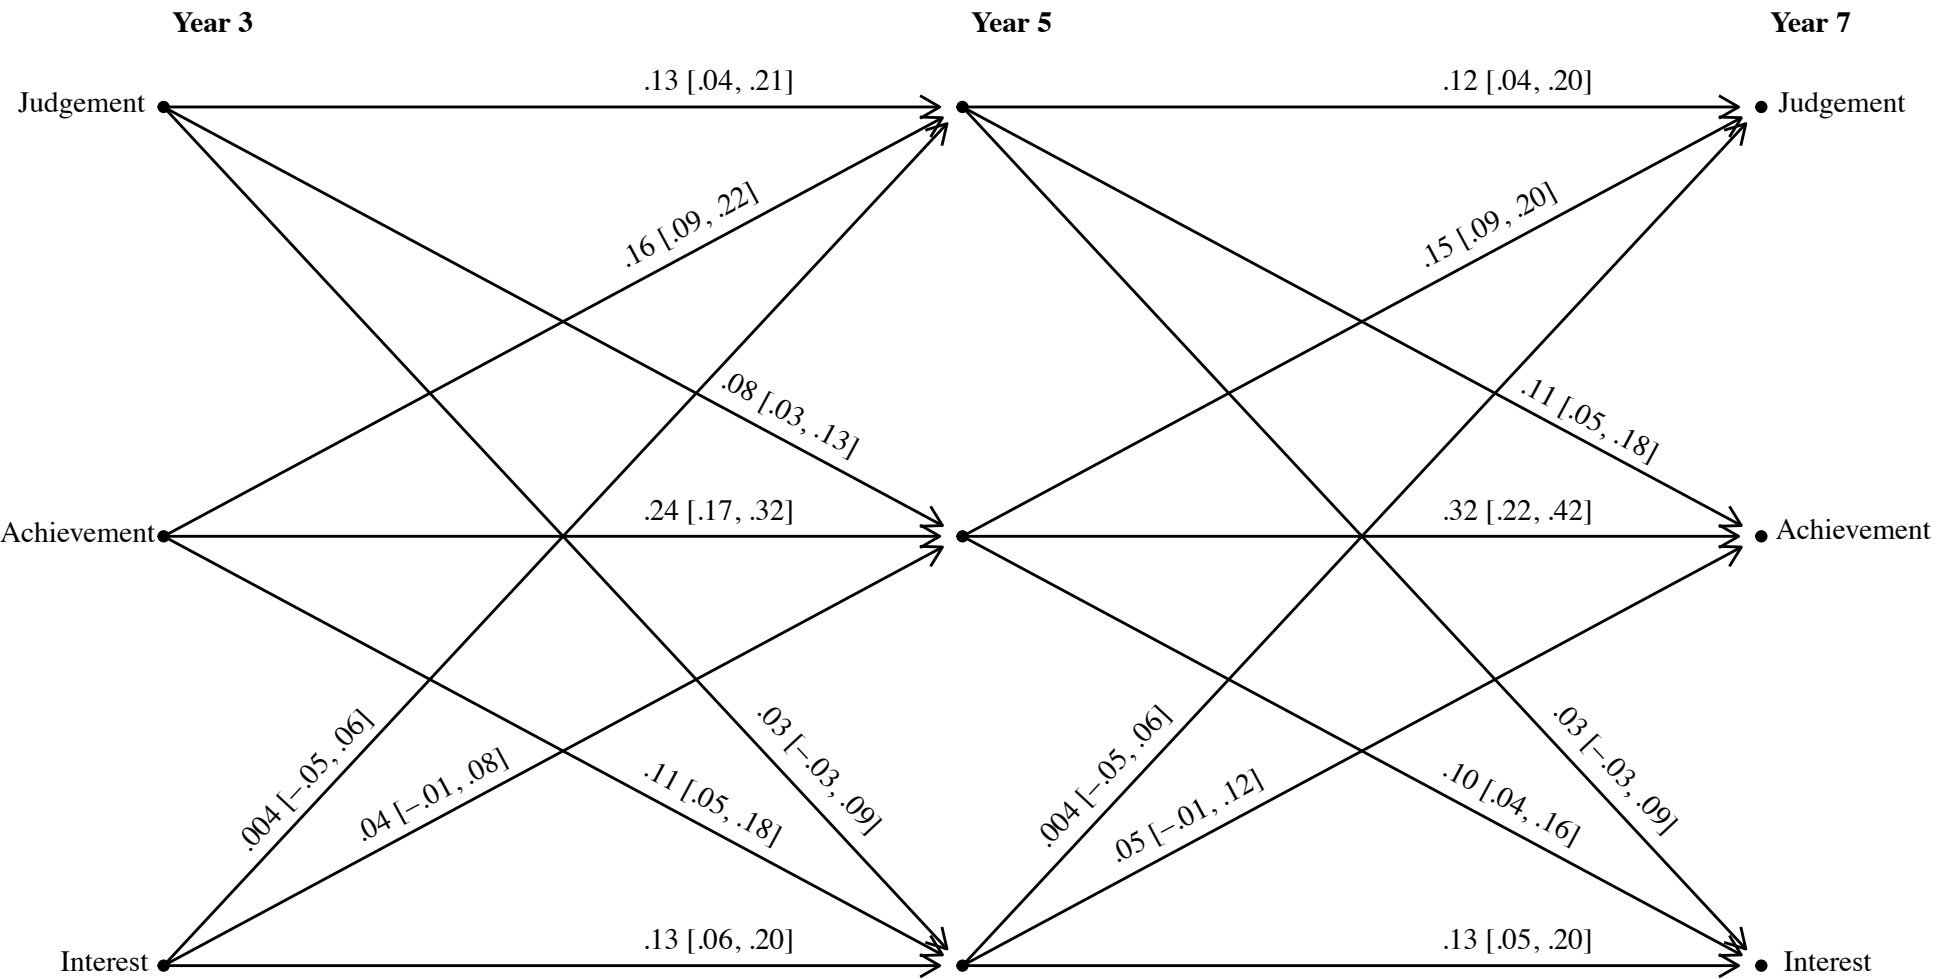 Year 3
Year 5
Year 7
Judgement
.13 [.04, .21]
.12 [.04, .20]
Judgement
.16 [.09, .22]
.15 [.09, .20]
.08 [.03, .13]
.11 [.05, .18]
Achievement
.24 [.17, .32]
.32 [.22, .42]
Achievement
.004 [−.05, .06]
.04 [−.01, .08]
.11 [.05, .18]
.03 [−.03, .09]
.004 [−.05, .06]
.05 [−.01, .12]
.10 [.04, .16]
.03 [−.03, .09]
Interest
.13 [.06, .20]
.13 [.05, .20]
Interest